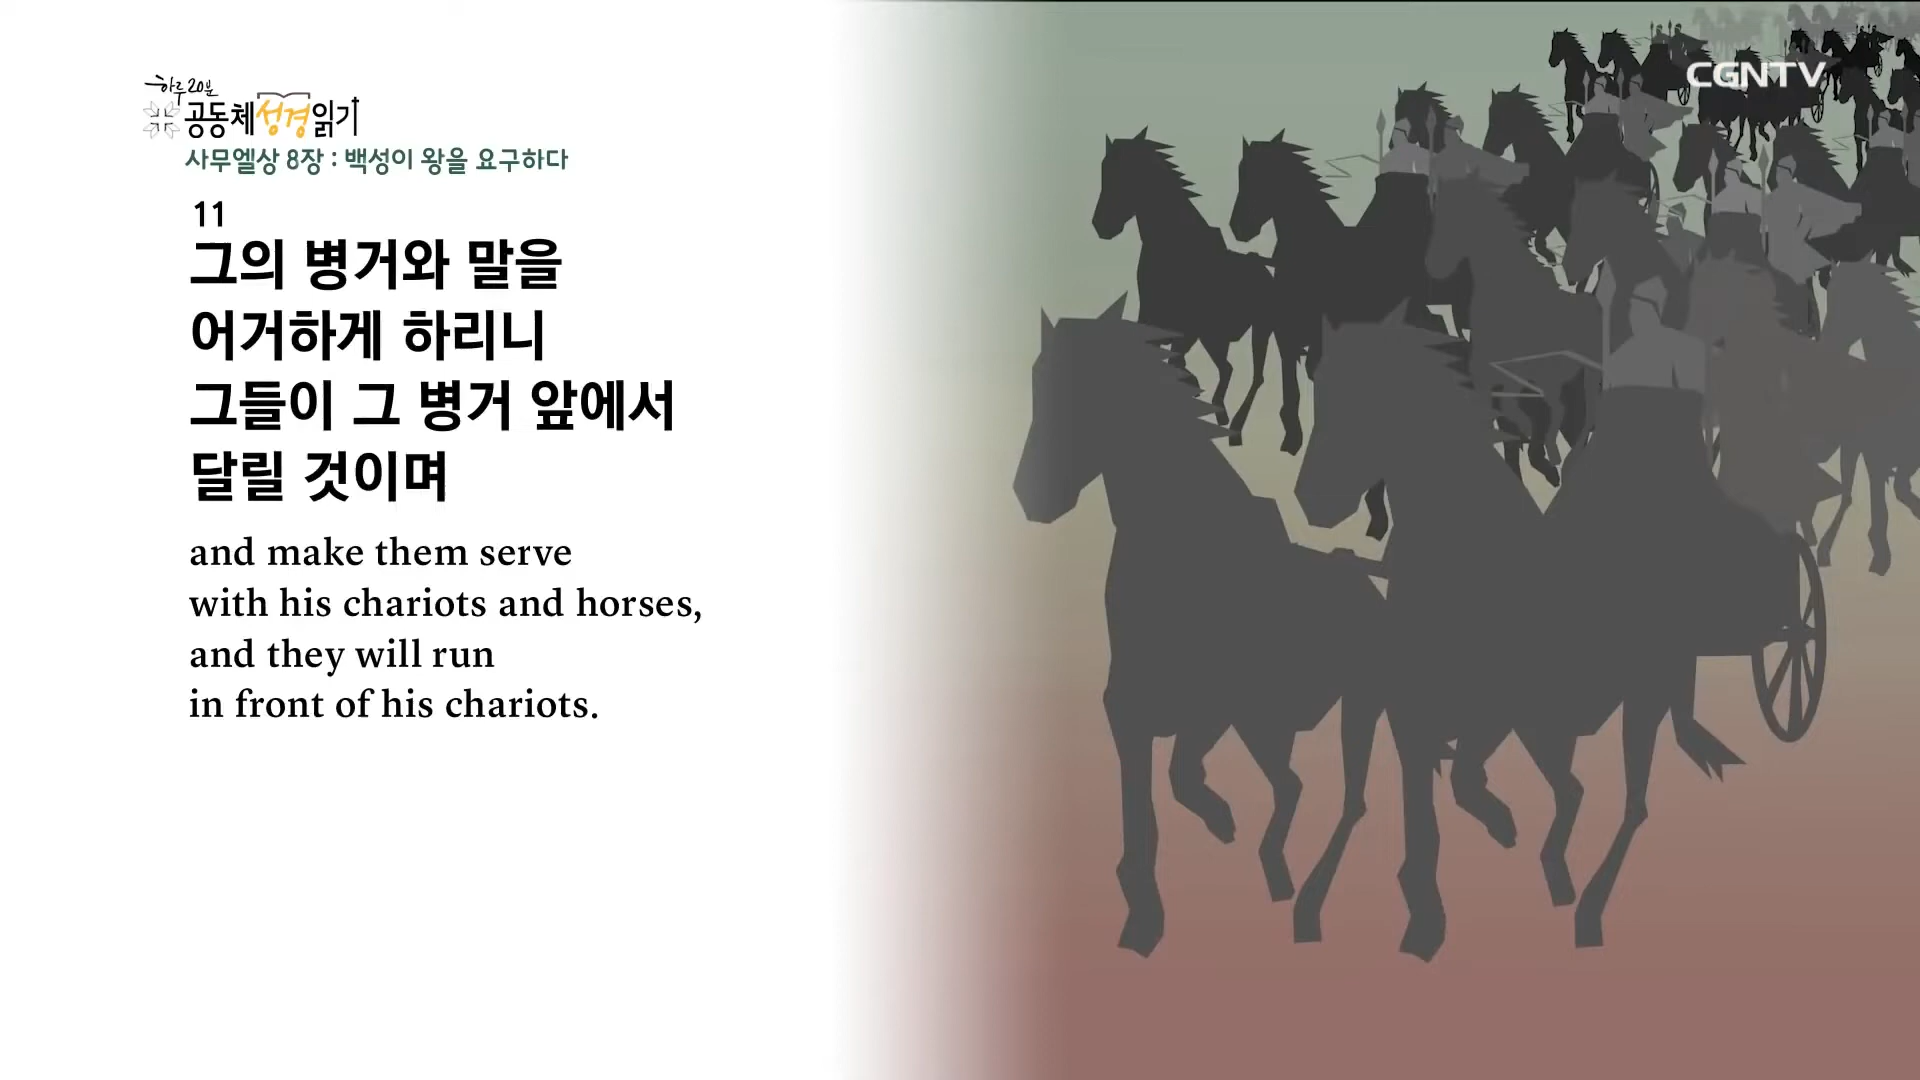 하루 20분
공동체성경읽기
CGNTV
사무엘상 8장 : 백성이 왕을 요구하다
11
그의 병거와 말을
어거하게 하리니
그들이 그 병거 앞에서
달릴 것이며
and make them serve
with his chariots and horses,
and they will run
in front of his chariots.